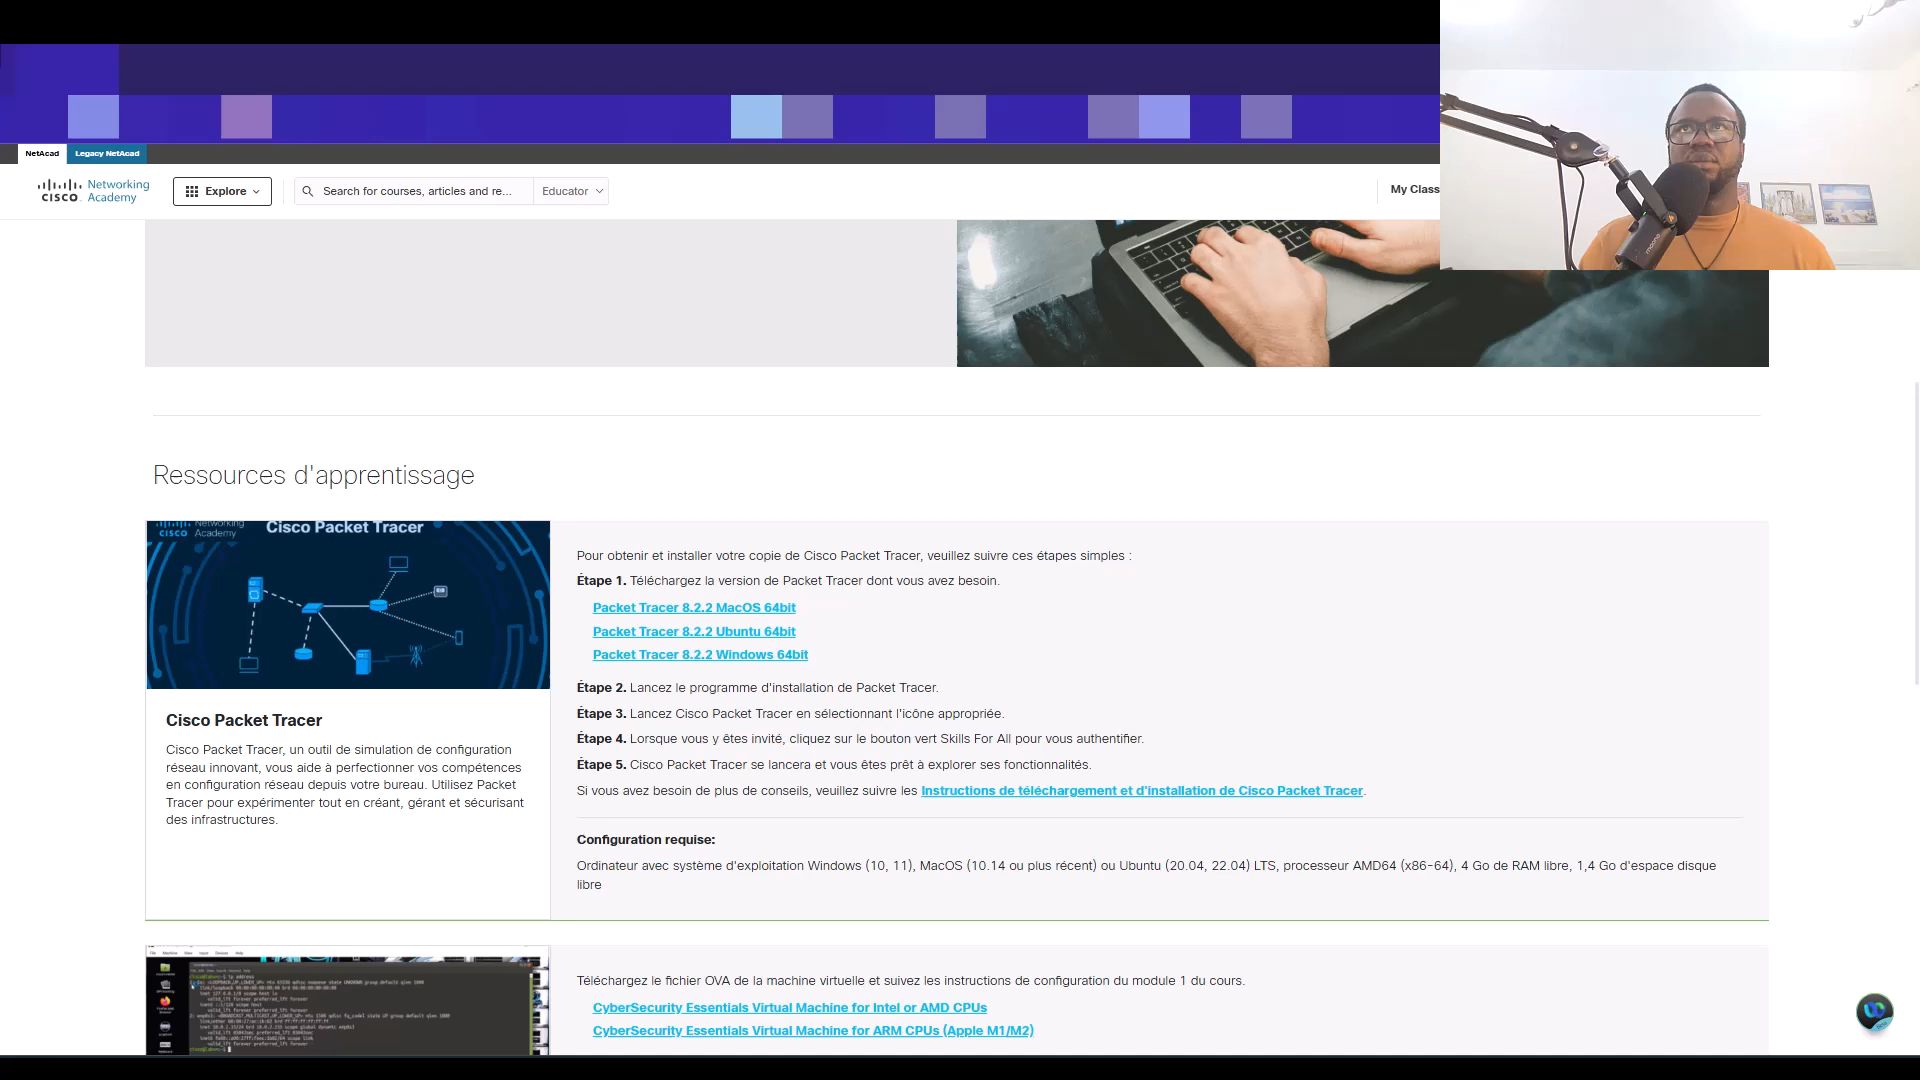 NetAcad
Legacy NetAcad
CISCO Networking Academy
Explore
Search for courses, articles and re...
Educator
My Class
Ressources d'apprentissage
CISCO Networking Academy
Cisco Packet Tracer
Pour obtenir et installer votre copie de Cisco Packet Tracer, veuillez suivre ces étapes simples :
Étape 1. Téléchargez la version de Packet Tracer dont vous avez besoin.
Packet Tracer 8.2.2 MacOS 64bit
Packet Tracer 8.2.2 Ubuntu 64bit
Packet Tracer 8.2.2 Windows 64bit
Étape 2. Lancez le programme d'installation de Packet Tracer.
Étape 3. Lancez Cisco Packet Tracer en sélectionnant l'icône appropriée.
Étape 4. Lorsque vous y êtes invité, cliquez sur le bouton vert Skills For All pour vous authentifier.
Étape 5. Cisco Packet Tracer se lancera et vous êtes prêt à explorer ses fonctionnalités.
Si vous avez besoin de plus de conseils, veuillez suivre les Instructions de téléchargement et d'installation de Cisco Packet Tracer.
Configuration requise:
Ordinateur avec système d'exploitation Windows (10, 11), MacOS (10.14 ou plus récent) ou Ubuntu (20.04, 22.04) LTS, processeur AMD64 (x86-64), 4 Go de RAM libre, 1,4 Go d'espace disque
libre
Cisco Packet Tracer
Cisco Packet Tracer, un outil de simulation de configuration
réseau innovant, vous aide à perfectionner vos compétences
en configuration réseau depuis votre bureau. Utilisez Packet
Tracer pour expérimenter tout en créant, gérant et sécurisant
des infrastructures.
Téléchargez le fichier OVA de la machine virtuelle et suivez les instructions de configuration du module 1 du cours.
CyberSecurity Essentials Virtual Machine for Intel or AMD CPUs
CyberSecurity Essentials Virtual Machine for ARM CPUs (Apple M1/M2)